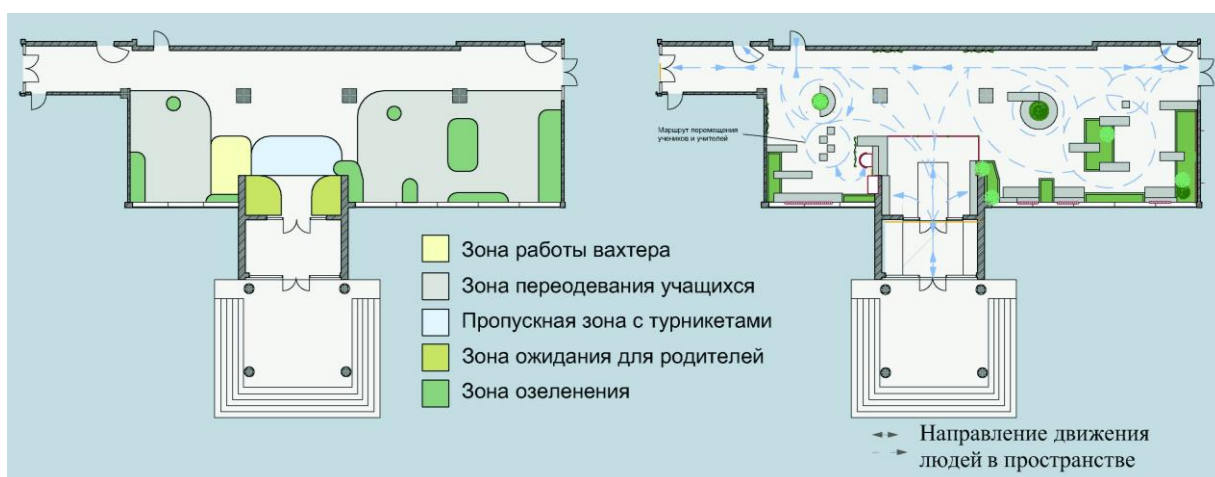 Маршрут перемещения
учеников и учителей
Зона работы вахтера
Зона переодевания учащихся
Пропускная зона с турникетами
Зона ожидания для родителей
Зона озеленения
Направление движения
людей в пространстве